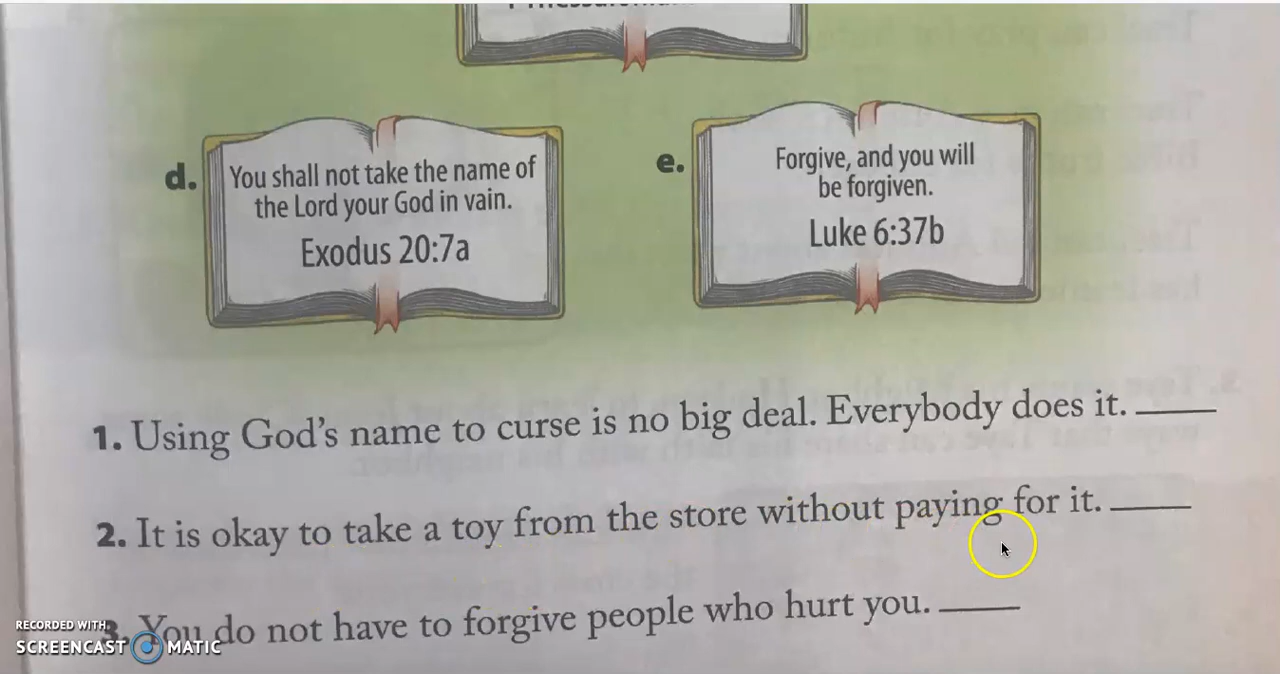 d.
You shall not take the name of
the Lord your God in vain.
Exodus 20:7a
e.
Forgive, and you will
be forgiven.
Luke 6:37b
1. Using God's name to curse is no big deal. Everybody does it.
2. It is okay to take a toy from the store without paying for it.
3. You do not have to forgive people who hurt you.
RECORDED WITH
SCREENCAST MATIC